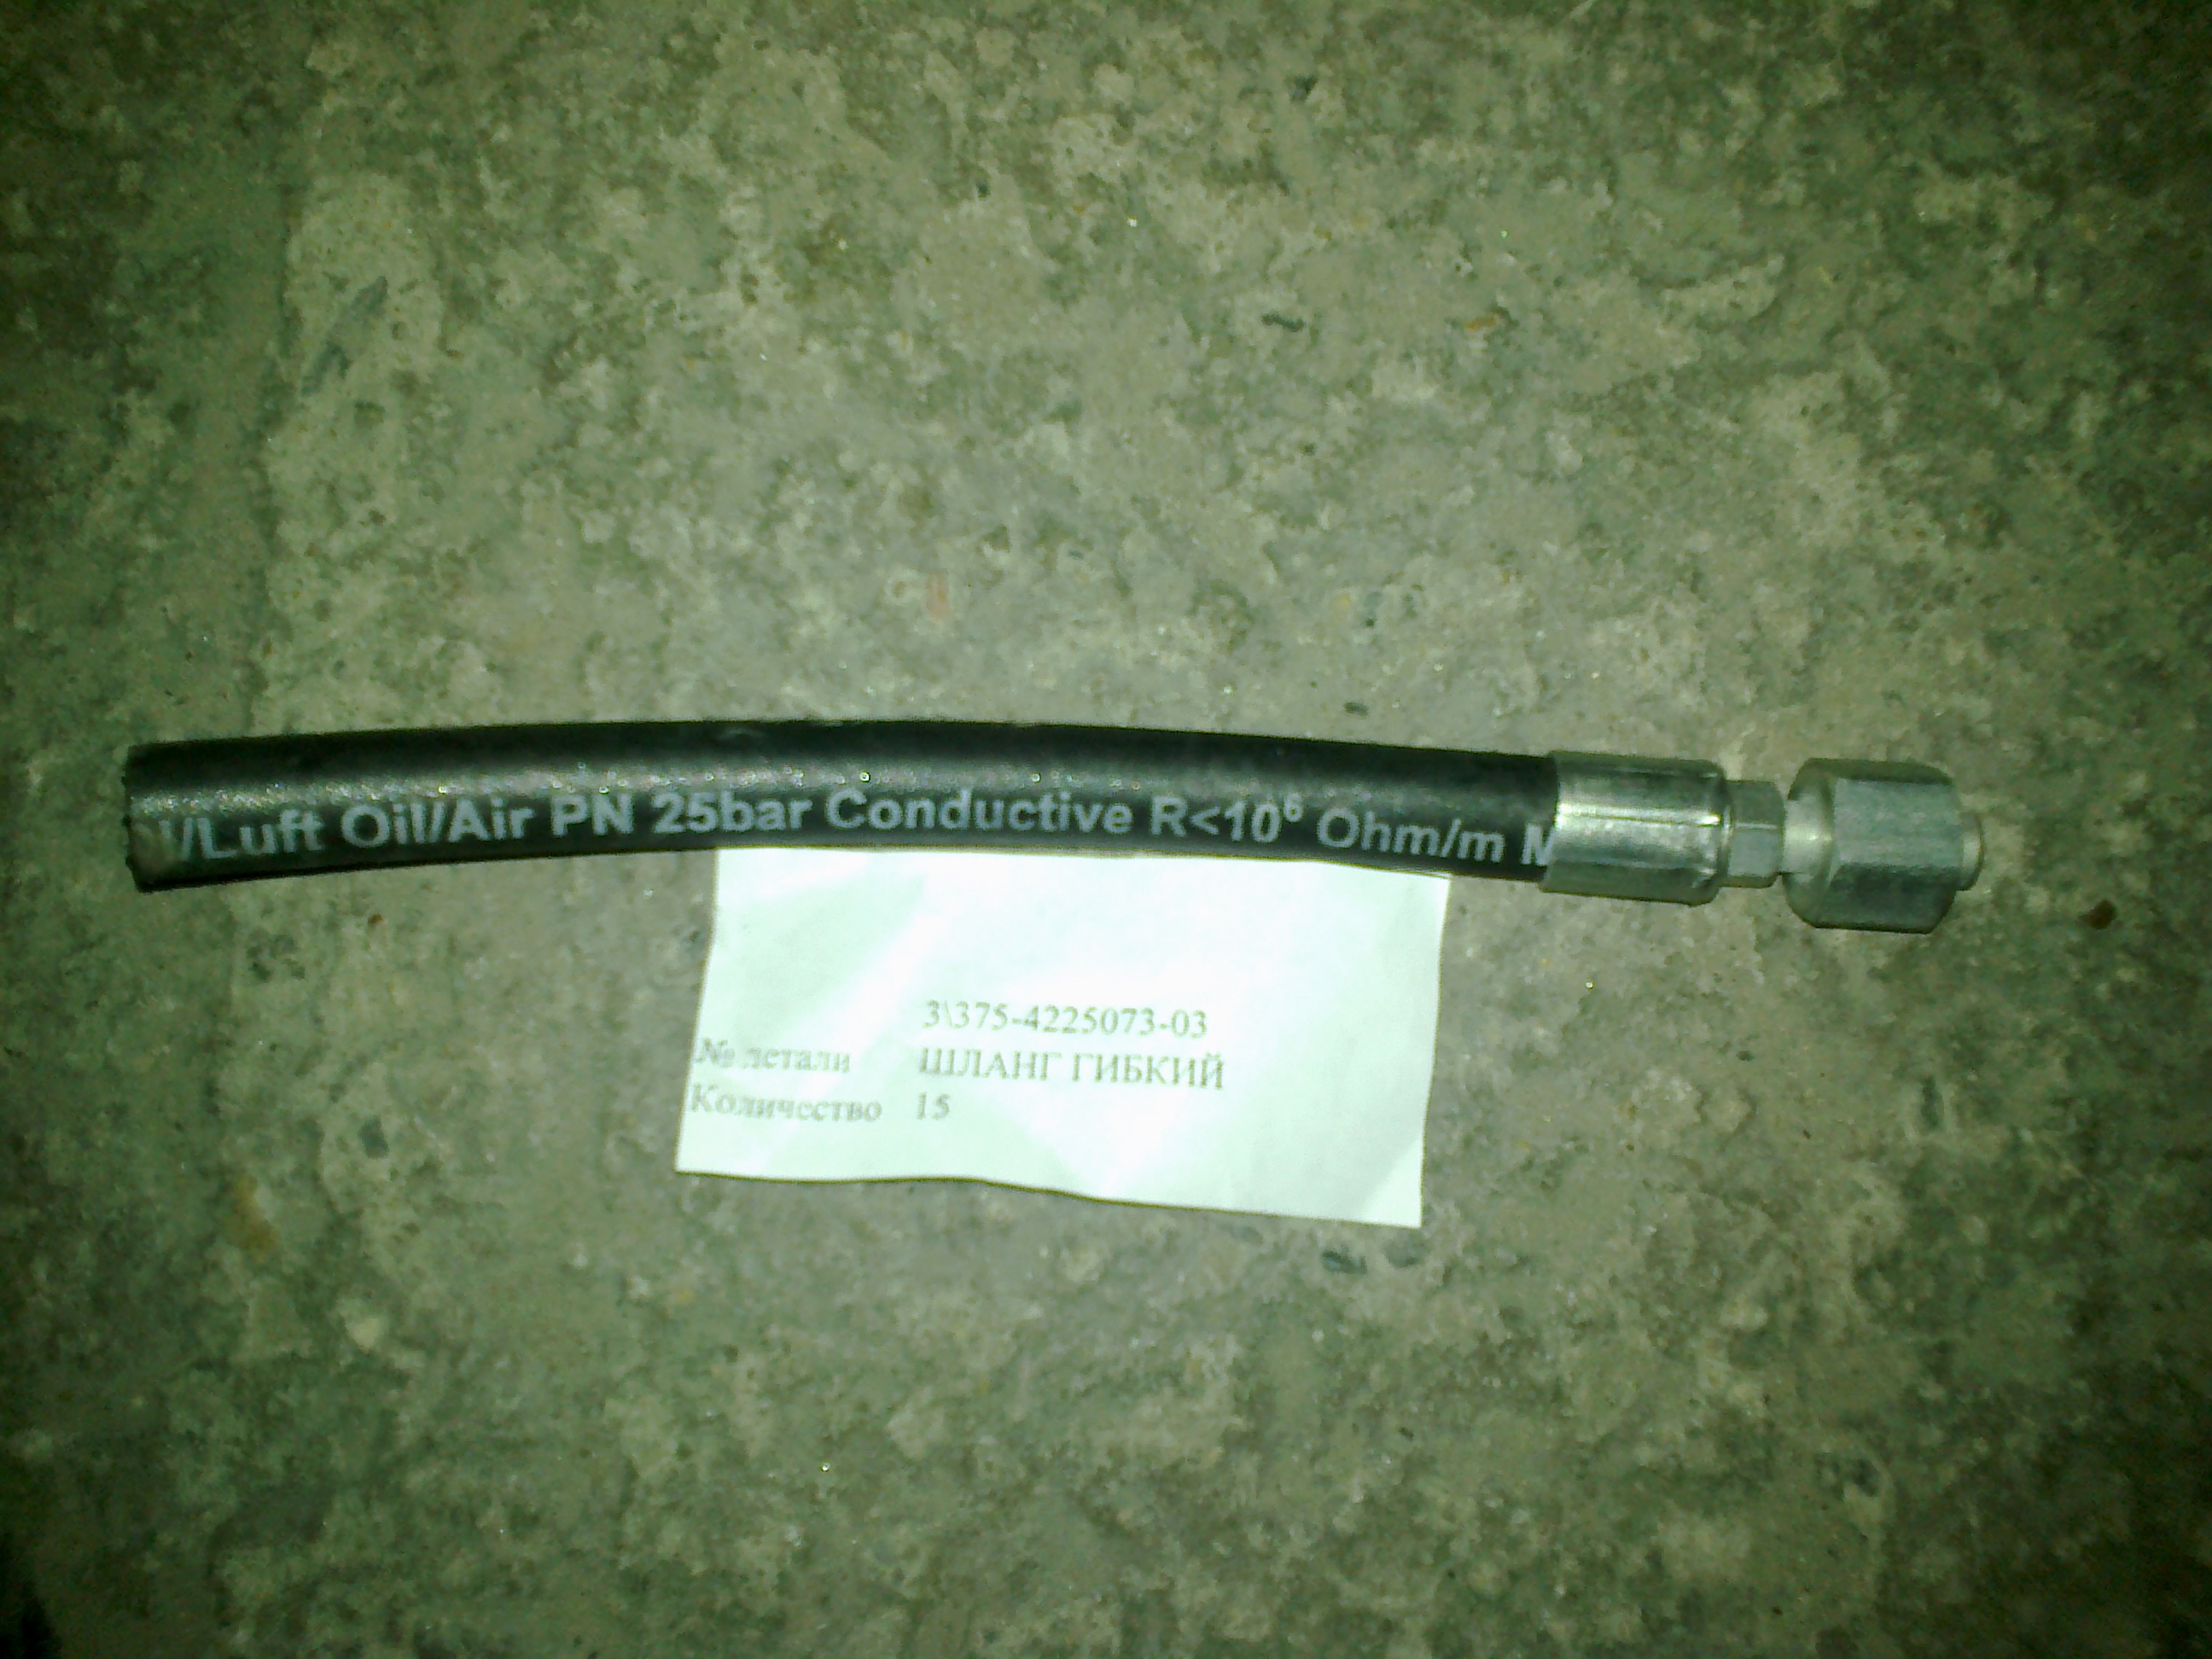 /Luft Oil/Air PN 25bar Conductive R<10⁶ Ohm/m
3\375-4225073-03
№ детали ШЛАНГ ГИБКИЙ
Количество 15